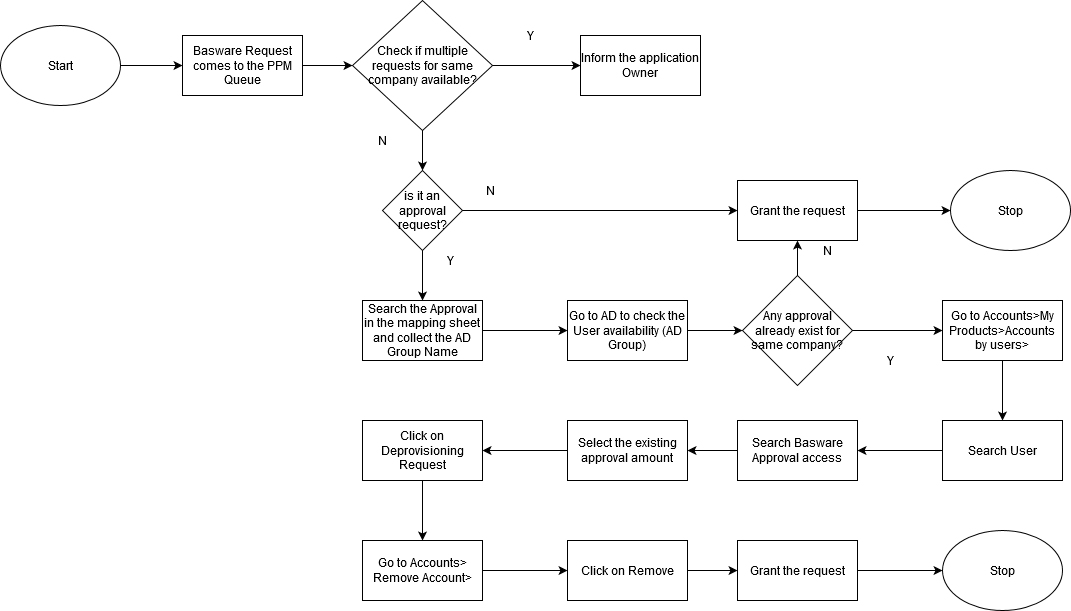 Start
Basware Request
comes to the PPM
Queue
Check if multiple
requests for same
company available?
Y
Inform the application
Owner
N
is it an
approval
request?
N
Grant the request
Stop
Y
N
Search the Approval
in the mapping sheet
and collect the AD
Group Name
Go to AD to check the
User availability (AD
Group)
Any approval
already exist for
same company?
Y
Go to Accounts>My
Products>Accounts
by users>
Click on
Deprovisioning
Request
Select the existing
approval amount
Search Basware
Approval access
Search User
Go to Accounts>
Remove Account>
Click on Remove
Grant the request
Stop